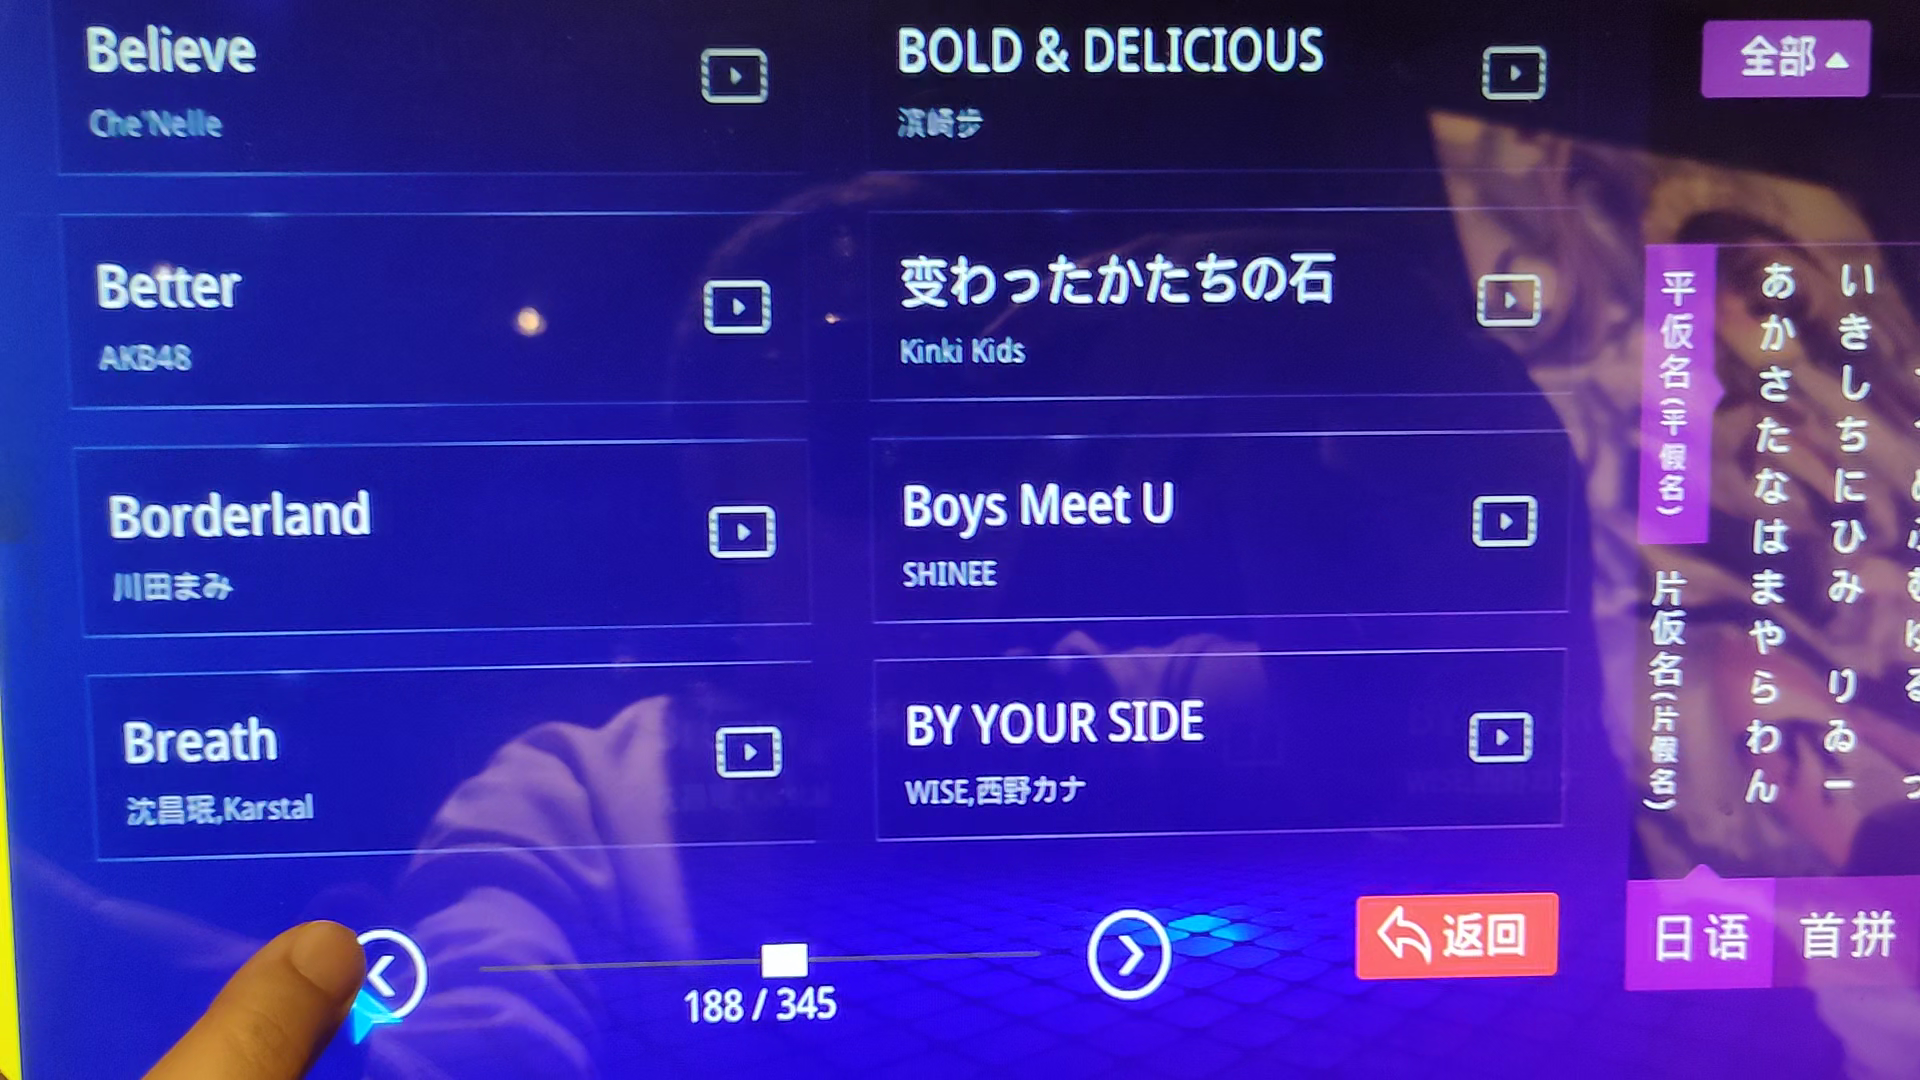 Believe
Che'Nelle
BOLD & DELICIOUS
濱崎步
Better
AKB48
変わったかたちの石
Kinki Kids
Borderland
川田まみ
Boys Meet U
SHINEE
Breath
沈昌珉,Karstal
BY YOUR SIDE
WISE,西野カナ
188 / 345
返回
全部
平仮名(平假名)
片仮名(片假名)
あかさたなはまやらわん
いきしちにひみ りゐー
日语
首拼